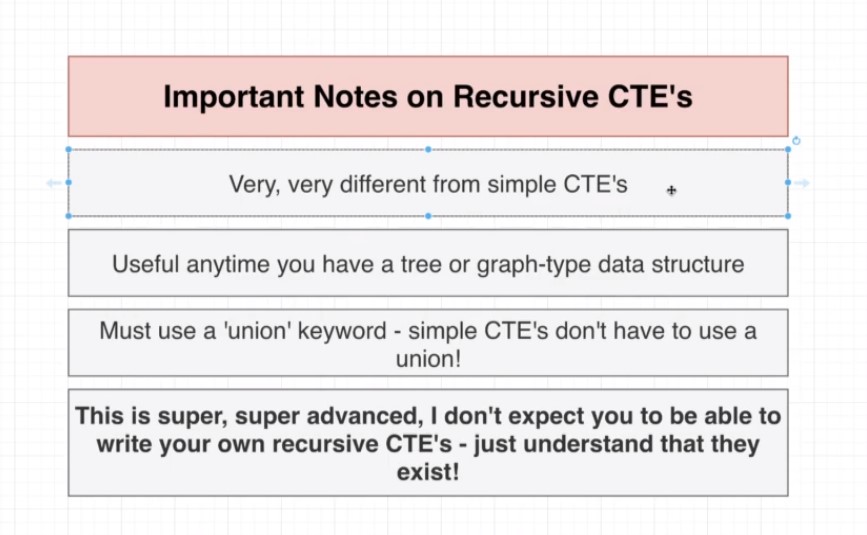 Important Notes on Recursive CTE's
Very, very different from simple CTE's
Useful anytime you have a tree or graph-type data structure
Must use a 'union' keyword - simple CTE's don't have to use a
union!
This is super, super advanced, I don't expect you to be able to
write your own recursive CTE's - just understand that they
exist!